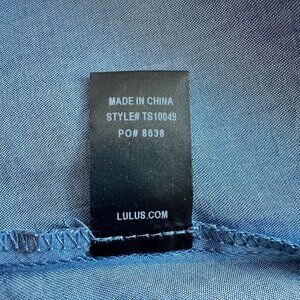 MADE IN CHINA
STYLE# TS10049
PO# 8638
LULUS.COM